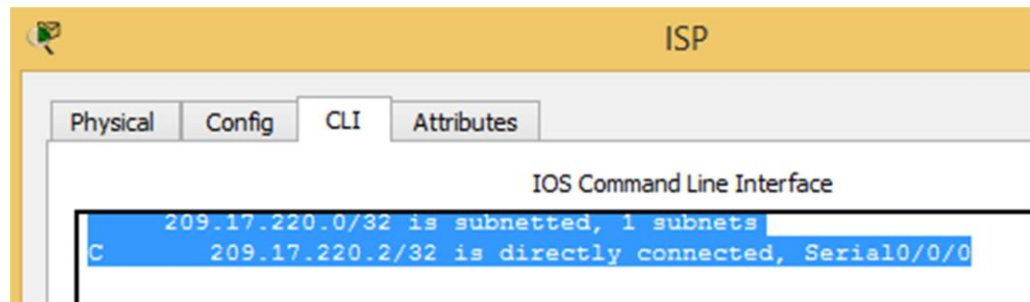 ISP
Physical Config CLI Attributes
IOS Command Line Interface
209.17.220.0/32 is subnetted, 1 subnets
C 209.17.220.2/32 is directly connected, Serial0/0/0